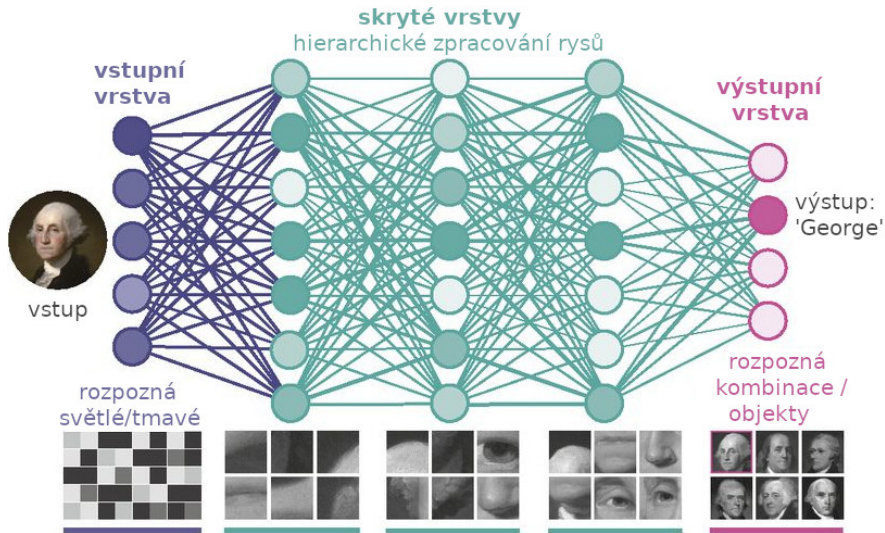 skryté vrstvy
hierarchické zpracování rysů
vstupní
vrstva
výstupní
vrstva
výstup:
'George'
vstup
rozpozná
světlé/tmavé
rozpozná
kombinace /
objekty